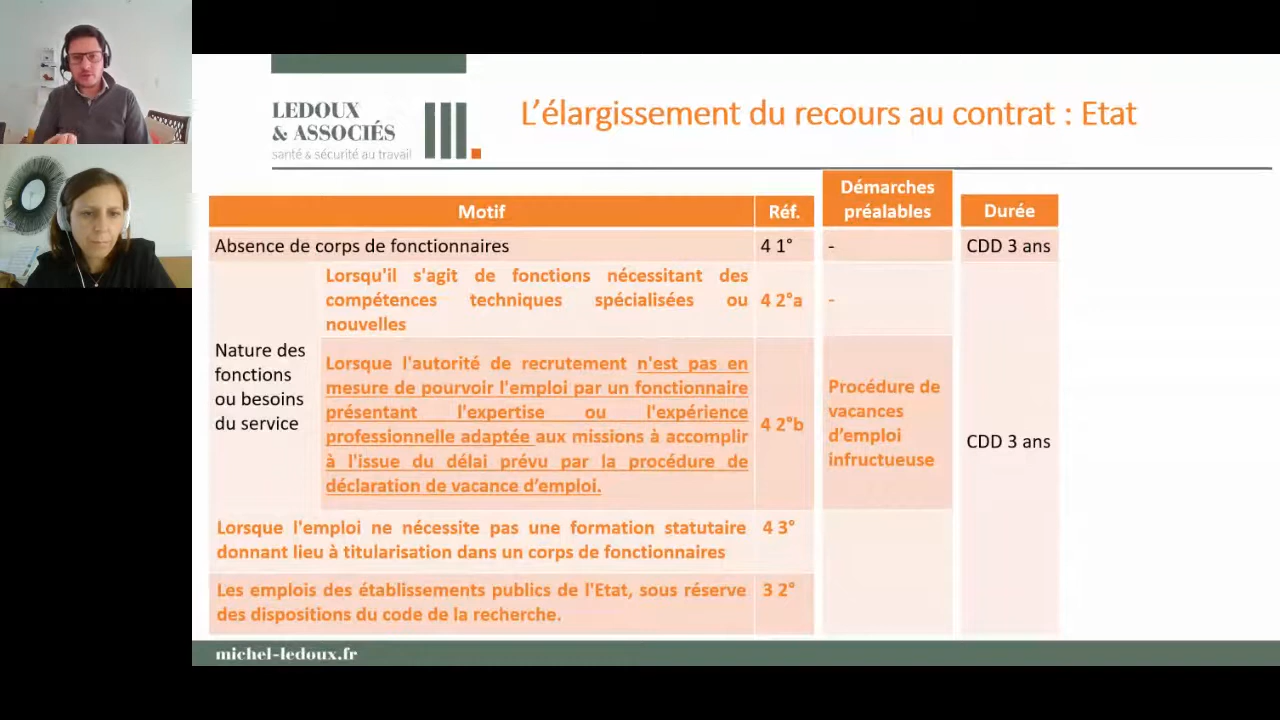 LEDOUX
& ASSOCIÉS
santé & sécurité au travail
L’élargissement du recours au contrat : Etat
Motif
Réf.
Démarches
préalables
Durée
Absence de corps de fonctionnaires
4 1°
-
CDD 3 ans
Nature des
fonctions
ou besoins
du service
Lorsqu'il s'agit de fonctions nécessitant des
compétences techniques spécialisées ou
nouvelles
4 2°a
-
Lorsque l'autorité de recrutement n'est pas en
mesure de pourvoir l'emploi par un fonctionnaire
présentant l'expertise ou l'expérience
professionnelle adaptée aux missions à accomplir
à l'issue du délai prévu par la procédure de
déclaration de vacance d’emploi.
4 2°b
Procédure de
vacances
d’emploi
infructueuse
CDD 3 ans
Lorsque l'emploi ne nécessite pas une formation statutaire
donnant lieu à titularisation dans un corps de fonctionnaires
4 3°
Les emplois des établissements publics de l'Etat, sous réserve
des dispositions du code de la recherche.
3 2°
michel-ledoux.fr